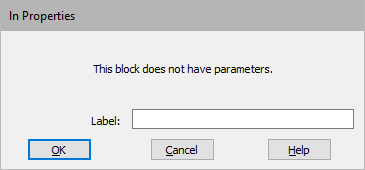 In Properties
This block does not have parameters.
Label:
OK Cancel Help